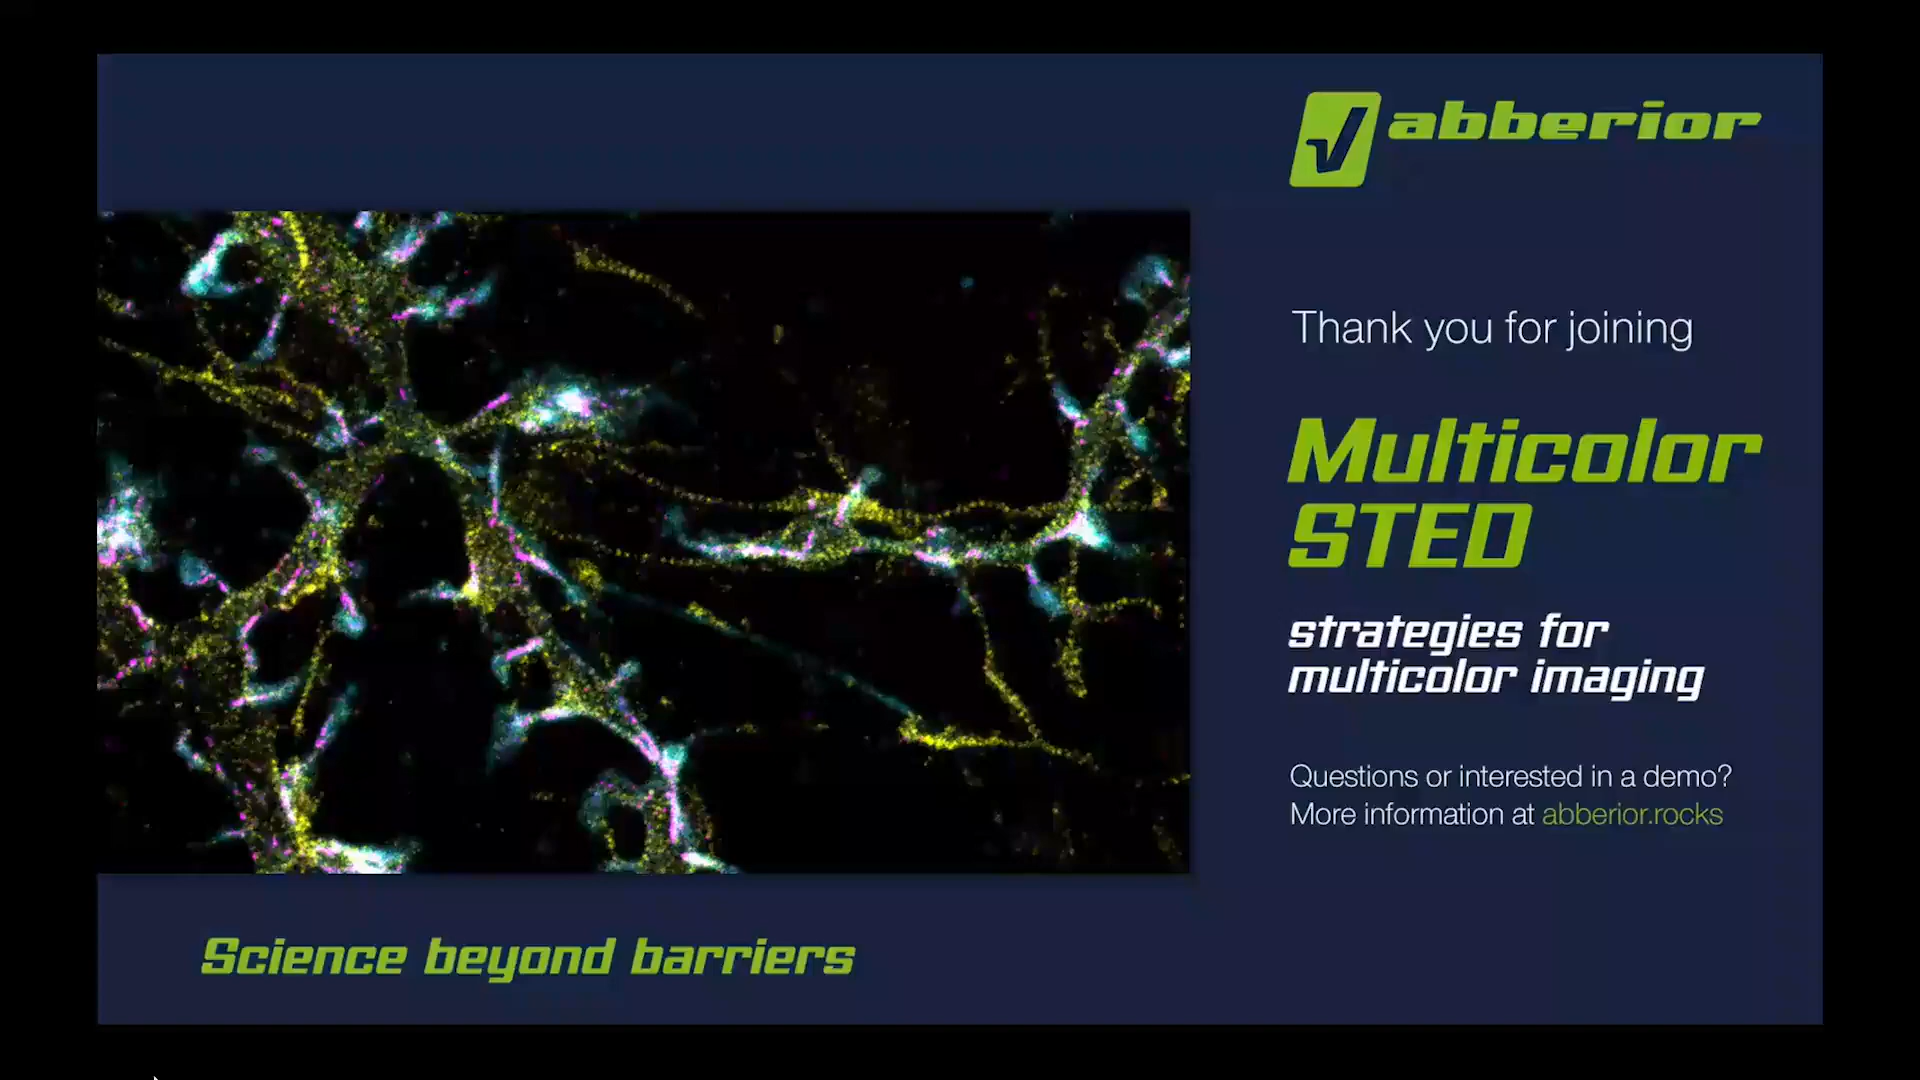 abberior
Thank you for joining
Multicolor
STED
strategies for
multicolor imaging
Questions or interested in a demo?
More information at abberior.rocks
Science beyond barriers